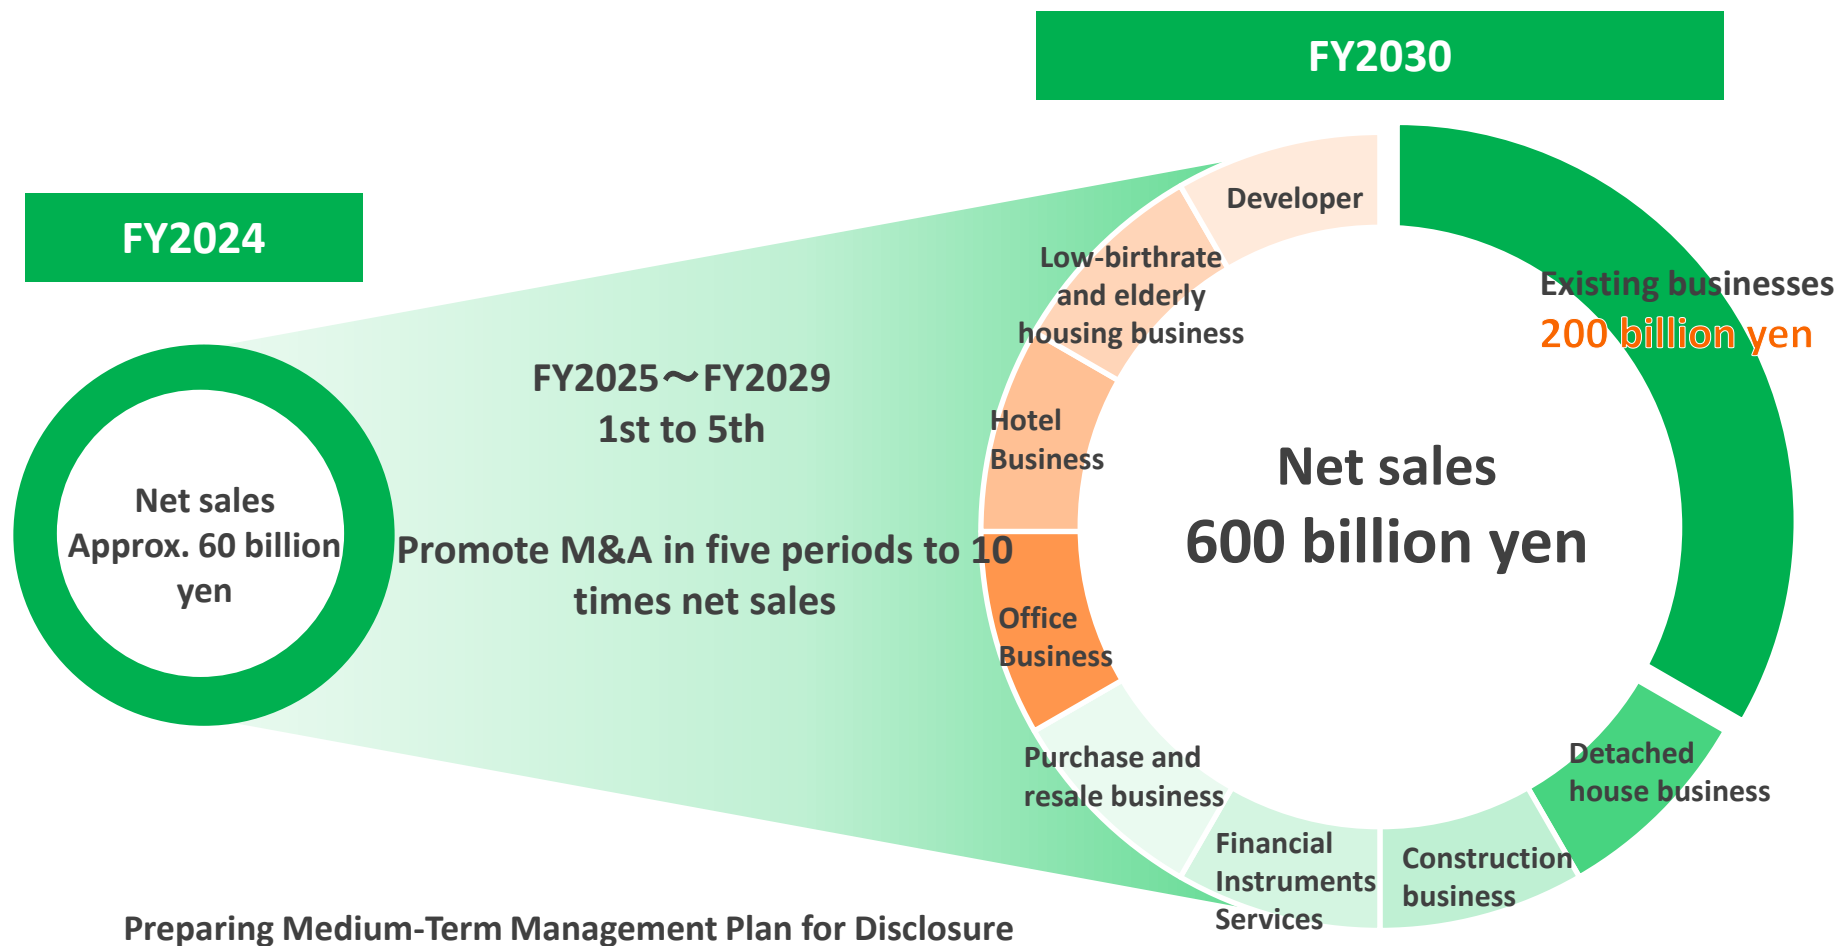 FY2030
FY2024
Net sales
Approx. 60 billion
yen
FY2025～FY2029
1st to 5th
Promote M&A in five periods to 10
times net sales
Net sales
600 billion yen
Existing businesses
200 billion yen
Detached
house business
Construction
business
Financial
Instruments
Services
Purchase and
resale business
Office
Business
Hotel
Business
Low-birthrate
and elderly
housing business
Developer
Preparing Medium-Term Management Plan for Disclosure